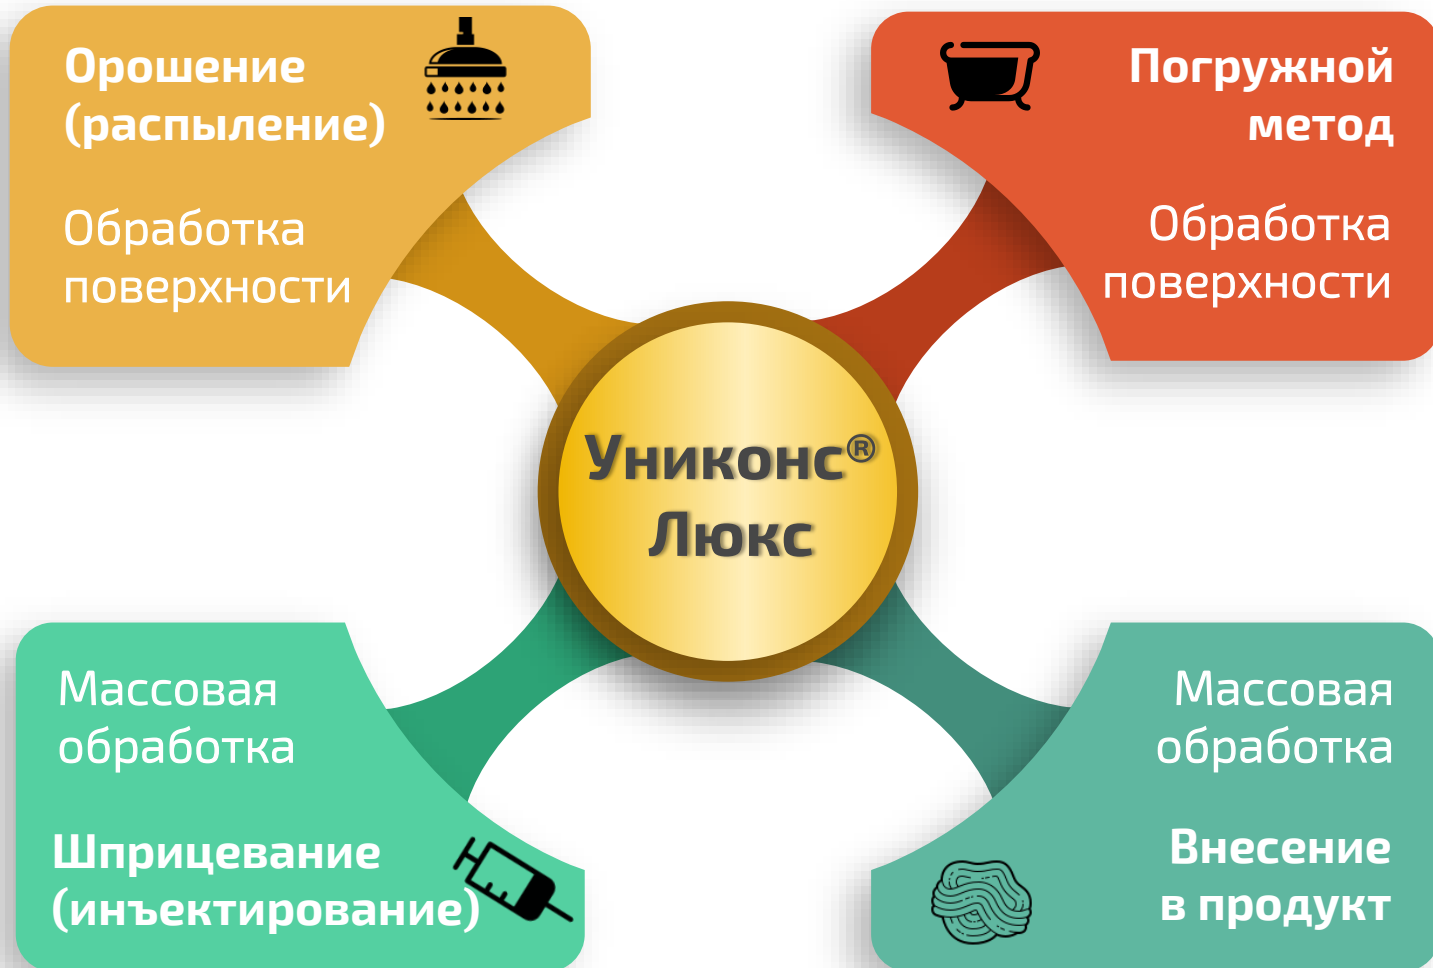 Орошение
(распыление)
Обработка
поверхности
Погружной
метод
Обработка
поверхности
Униконс®
Люкс
Массовая
обработка
Шприцевание
(инъектирование)
Массовая
обработка
Внесение
в продукт